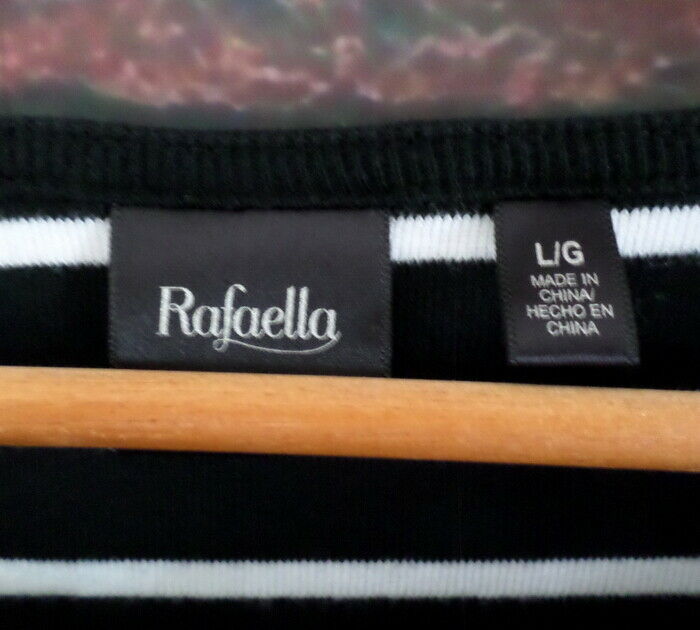 Rafaella
L/G
MADE IN
CHINA/
HECHO EN
CHINA